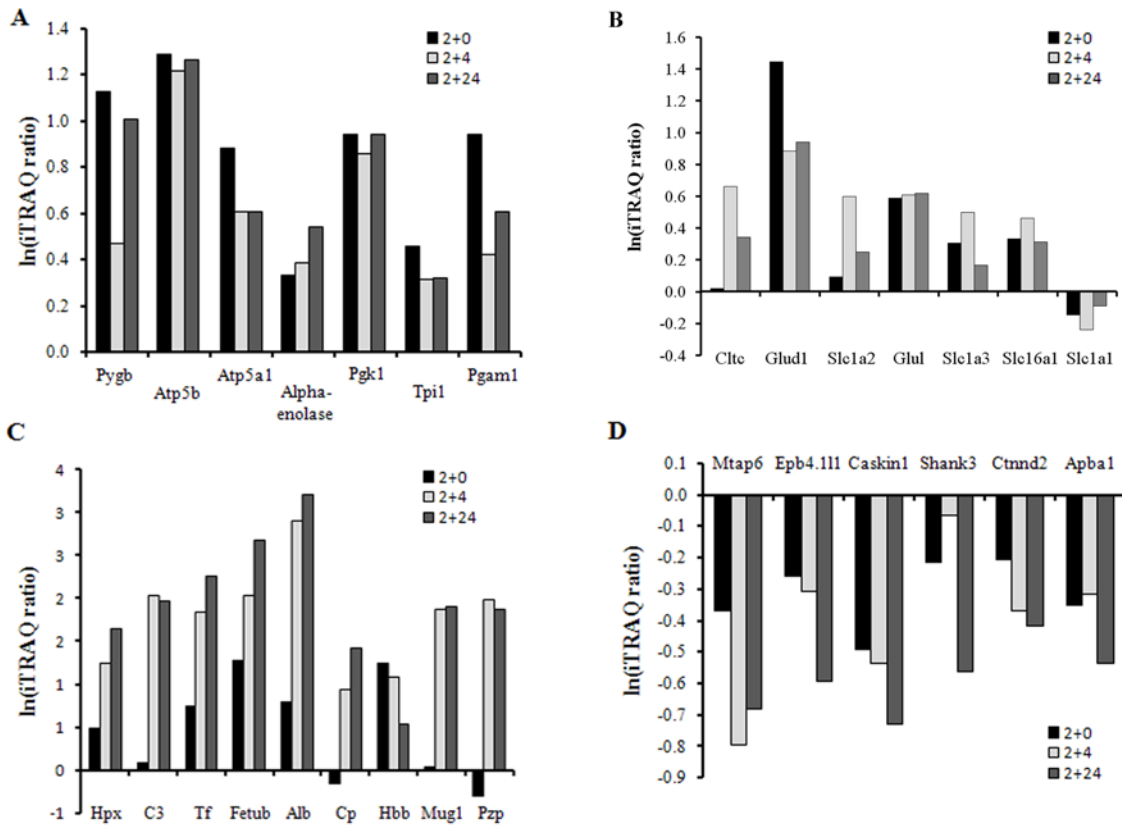 A
ln(iTRAQ ratio)
1.4
1.2
1.0
0.8
0.6
0.4
0.2
0.0
2+0
2+4
2+24
Pygb
Atp5b
Atp5a1
Alpha-
enolase
Pgk1
Tpi1
Pgam1
B
ln(iTRAQ ratio)
1.6
1.4
1.2
1.0
0.8
0.6
0.4
0.2
0.0
-0.2
-0.4
2+0
2+4
2+24
Cltc Glud1 Slc1a2 Glul Slc1a3 Slc16a1 Slc1a1
C
ln(iTRAQ ratio)
4
3
3
2
2
1
1
0
-1
2+0
2+4
2+24
Hpx C3 Tf Fetub Alb Cp Hbb Mug1 Pzp
D
ln(iTRAQ ratio)
Mtap6 Epb4.1l1 Caskin1 Shank3 Ctnnd2 Apba1
0.1
0.0
-0.1
-0.2
-0.3
-0.4
-0.5
-0.6
-0.7
-0.8
-0.9
2+0
2+4
2+24